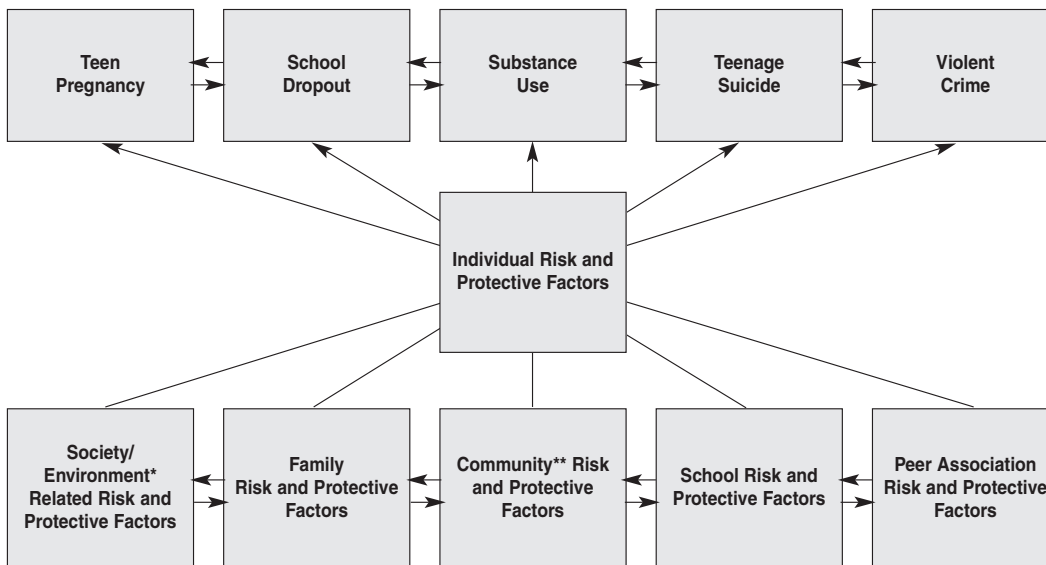 Teen
Pregnancy
School
Dropout
Substance
Use
Teenage
Suicide
Violent
Crime
Individual Risk and
Protective Factors
Society/
Environment*
Related Risk and
Protective Factors
Family
Risk and Protective
Factors
Community** Risk
and Protective
Factors
School Risk and
Protective Factors
Peer Association
Risk and Protective
Factors